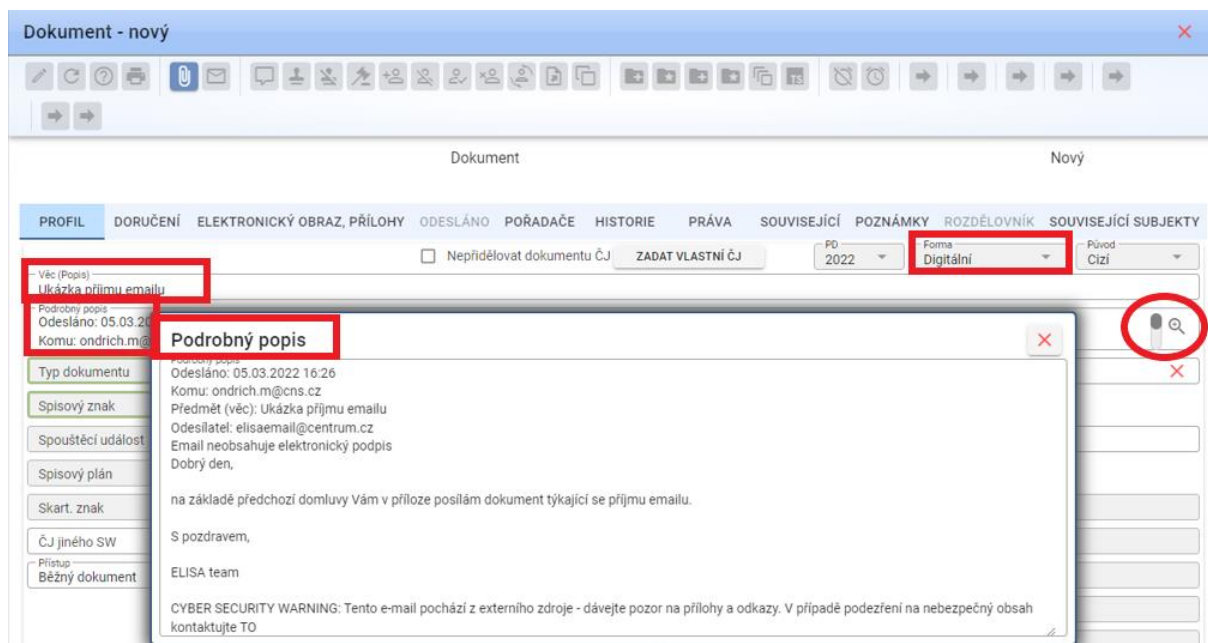 Dokument - nový
TS
Dokument Nový
PROFIL DORUČENÍ ELEKTRONICKÝ OBRAZ, PŘÍLOHY ODESLÁNO POŘADAČE HISTORIE PRÁVA SOUVISEJÍCÍ POZNÁMKY ROZDĚLOVNÍK SOUVISEJÍCÍ SUBJEKTY
Nepřidělovat dokumentu ČJ ZADAT VLASTNÍ ČJ
PD
2022
Forma
Digitální
Původ
Cizí
Věc (Popis)
Ukázka příjmu emailu
Podrobný popis
Odesláno: 05.03.20
Komu: ondrich.m@
Typ dokumentu
Spisový znak
Spouštěcí událost
Spisový plán
Skart. znak
ČJ jiného SW
Přístup
Běžný dokument
Podrobný popis
Podrobný popis
Odesláno: 05.03.2022 16:26
Komu: ondrich.m@cns.cz
Předmět (věc): Ukázka příjmu emailu
Odesílatel: elisaemail@centrum.cz
Email neobsahuje elektronický podpis
Dobrý den,
na základě předchozí domluvy Vám v příloze posílám dokument týkající se příjmu emailu.
S pozdravem,
ELISA team
CYBER SECURITY WARNING: Tento e-mail pochází z externího zdroje - dávejte pozor na přílohy a odkazy. V případě podezření na nebezpečný obsah
kontaktujte TO